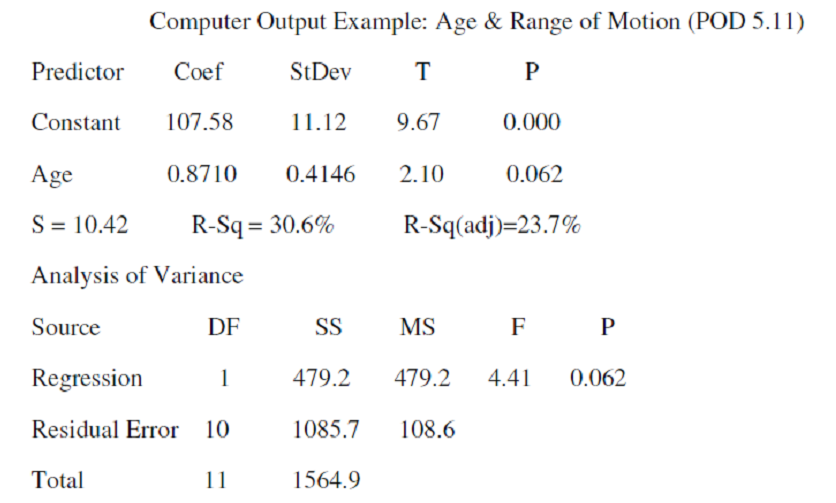 Computer Output Example: Age & Range of Motion (POD 5.11)
Predictor Coef StDev T P
Constant 107.58 11.12 9.67 0.000
Age 0.8710 0.4146 2.10 0.062
S = 10.42 R-Sq = 30.6% R-Sq(adj)=23.7%
Analysis of Variance
Source DF SS MS F P
Regression 1 479.2 479.2 4.41 0.062
Residual Error 10 1085.7 108.6
Total 11 1564.9